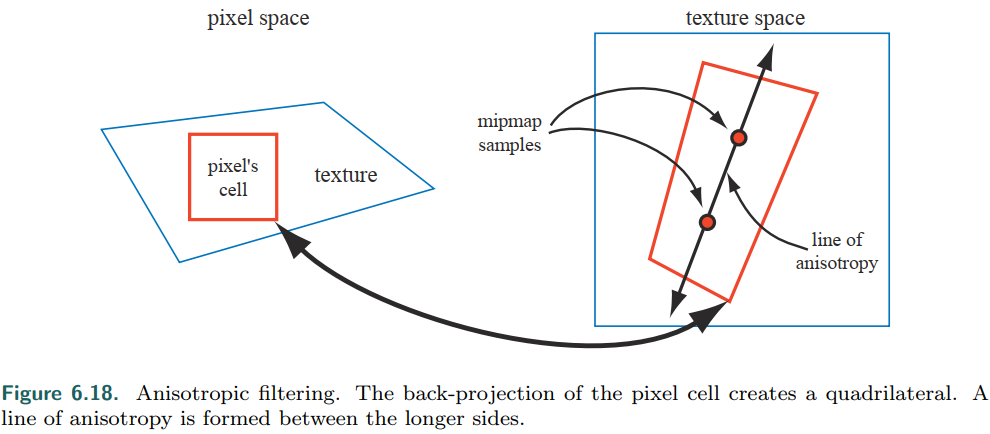 pixel space
texture space
pixel's
cell
texture
mipmap
samples
line of
anisotropy
Figure 6.18. Anisotropic filtering. The back-projection of the pixel cell creates a quadrilateral. A
line of anisotropy is formed between the longer sides.